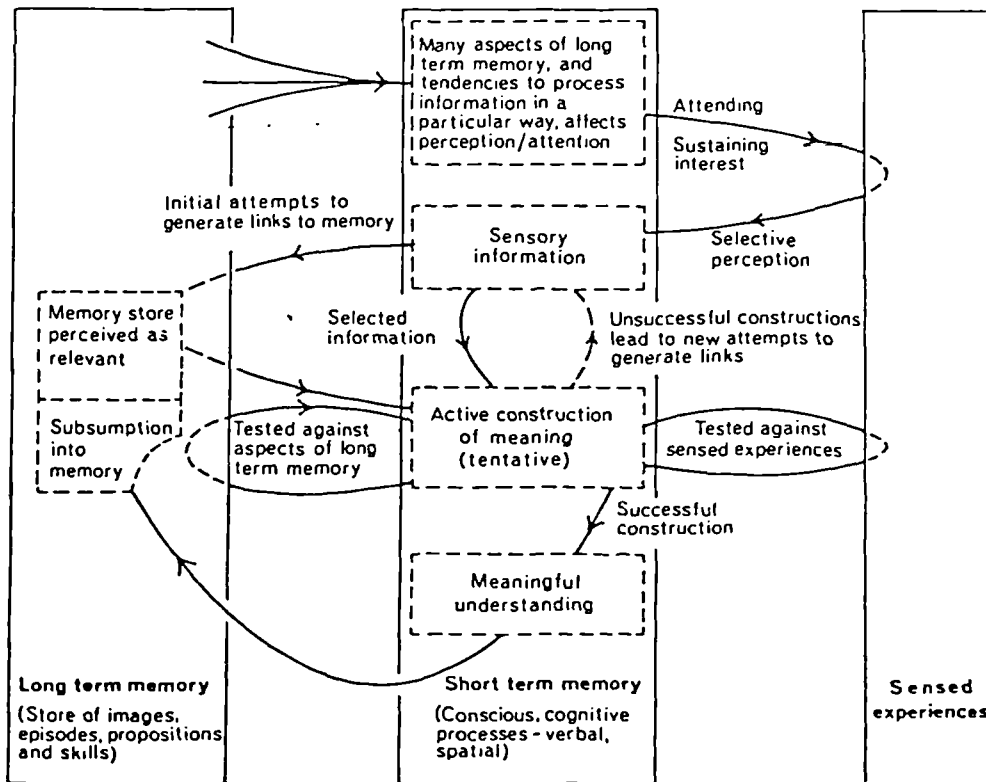 Many aspects of long
term memory, and
tendencies to process
information in a
particular way, affects
perception/attention
Attending
Sustaining
interest
Initial attempts to
generate links to memory
Sensory
information
Selective
perception
Memory store
perceived as
relevant
Selected
information
Unsuccessful constructions
lead to new attempts to
generate links
Subsumption
into
memory
Tested against
aspects of long
term memory
Active construction
of meaning
(tentative)
Tested against
sensed experiences
Successful
construction
Meaningful
understanding
Long term memory
(Store of images,
episodes, propositions
and skills)
Short term memory
(Conscious, cognitive
processes - verbal,
spatial)
Sensed
experiences